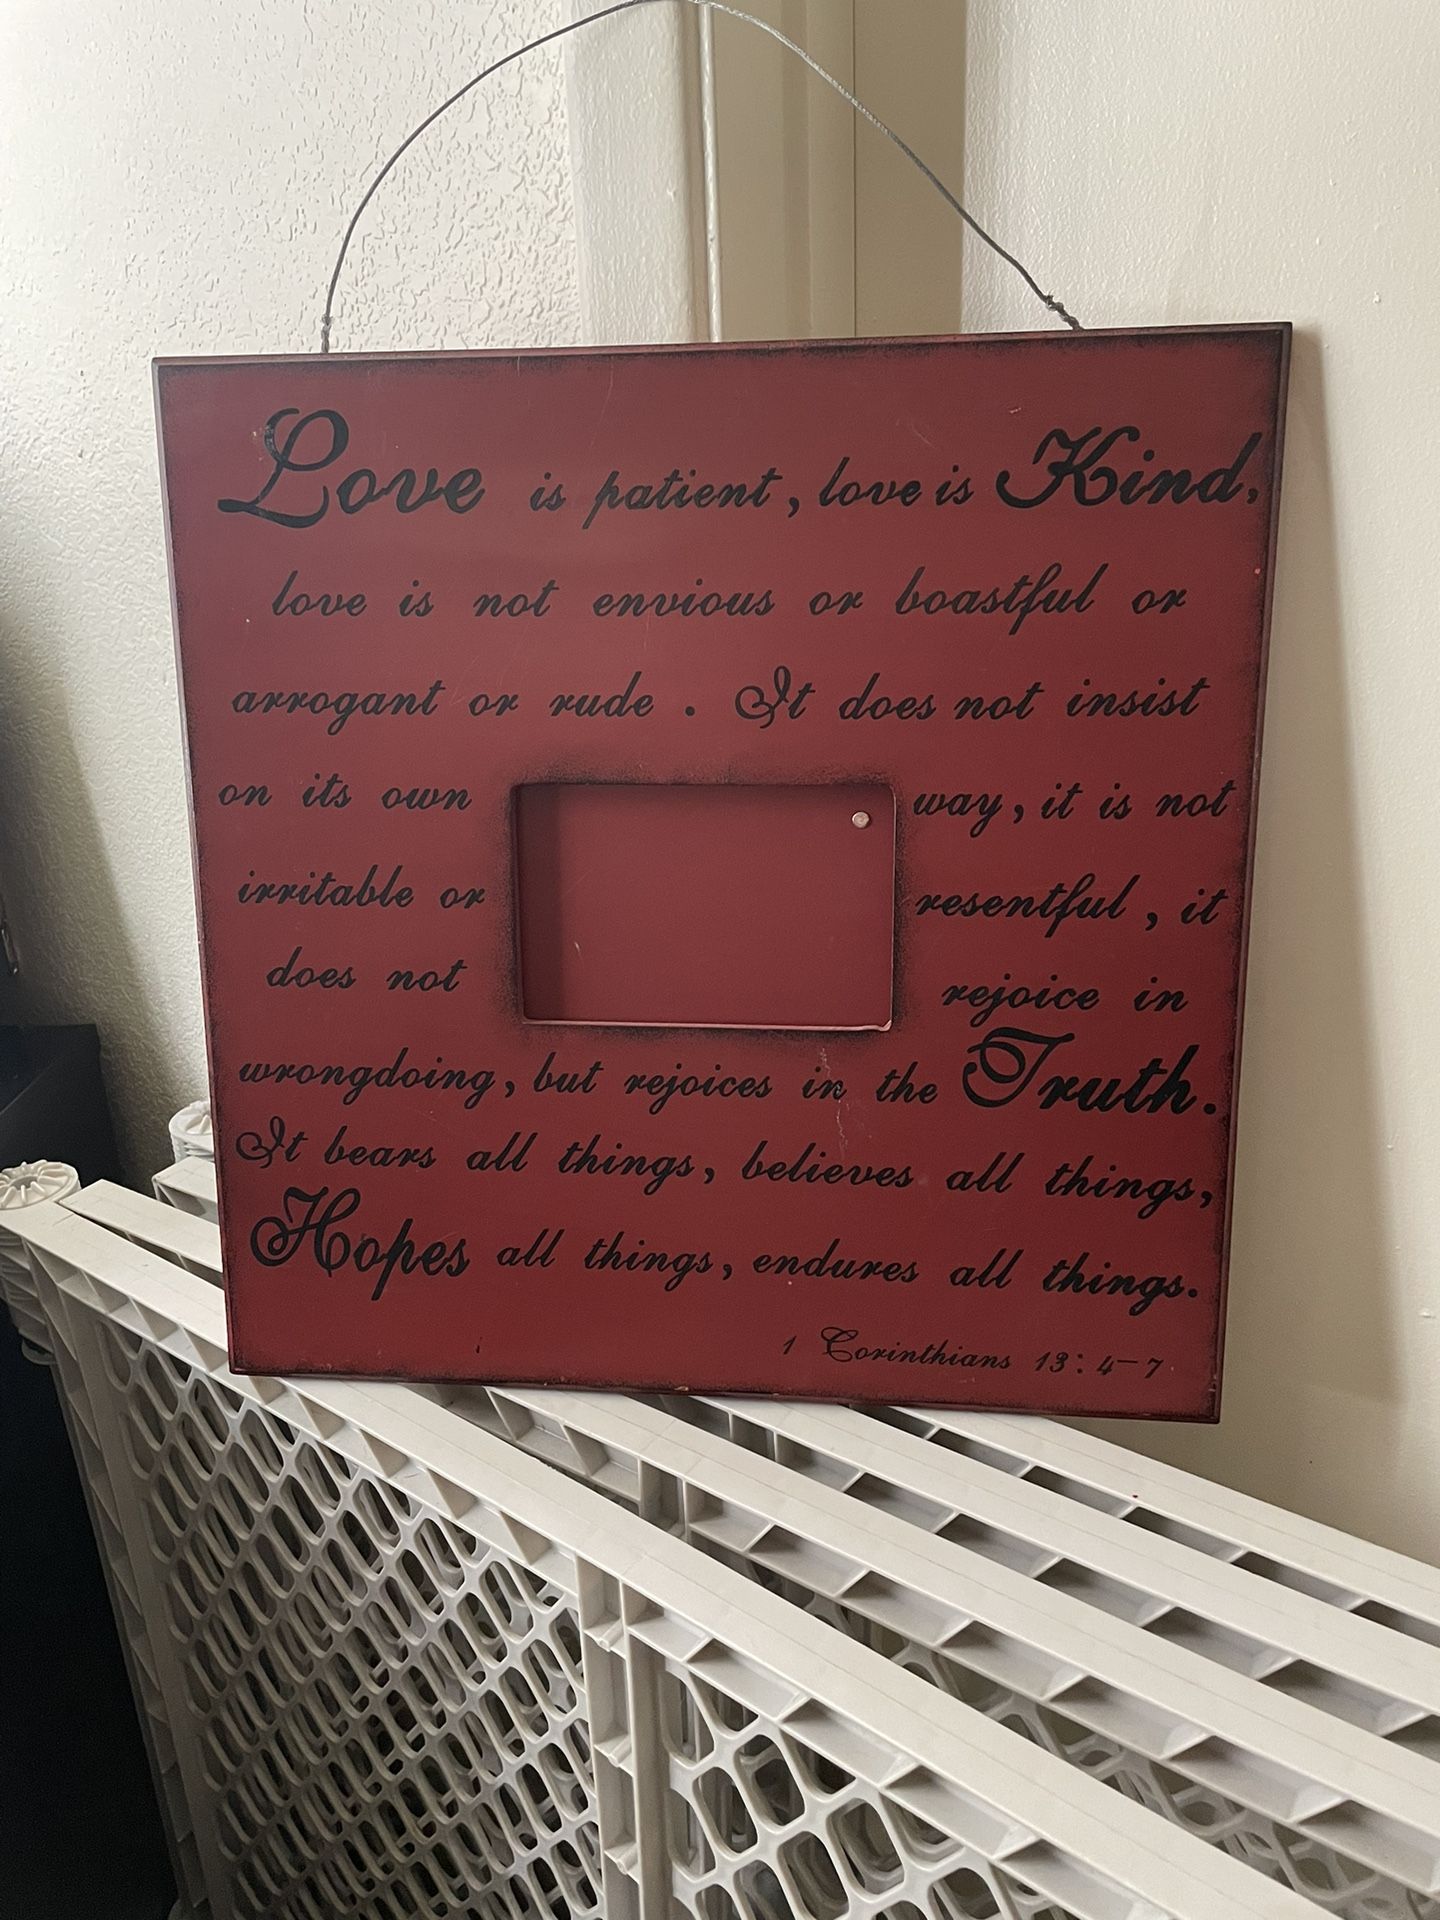 Love is patient, love is Kind,
love is not envious or boastful or
arrogant or rude. It does not insist
on its own way, it is not
irritable or resentful, it
does not rejoice in
wrongdoing, but rejoices in the Truth.
It bears all things, believes all things,
Hopes all things, endures all things.
1 Corinthians 13:4-7